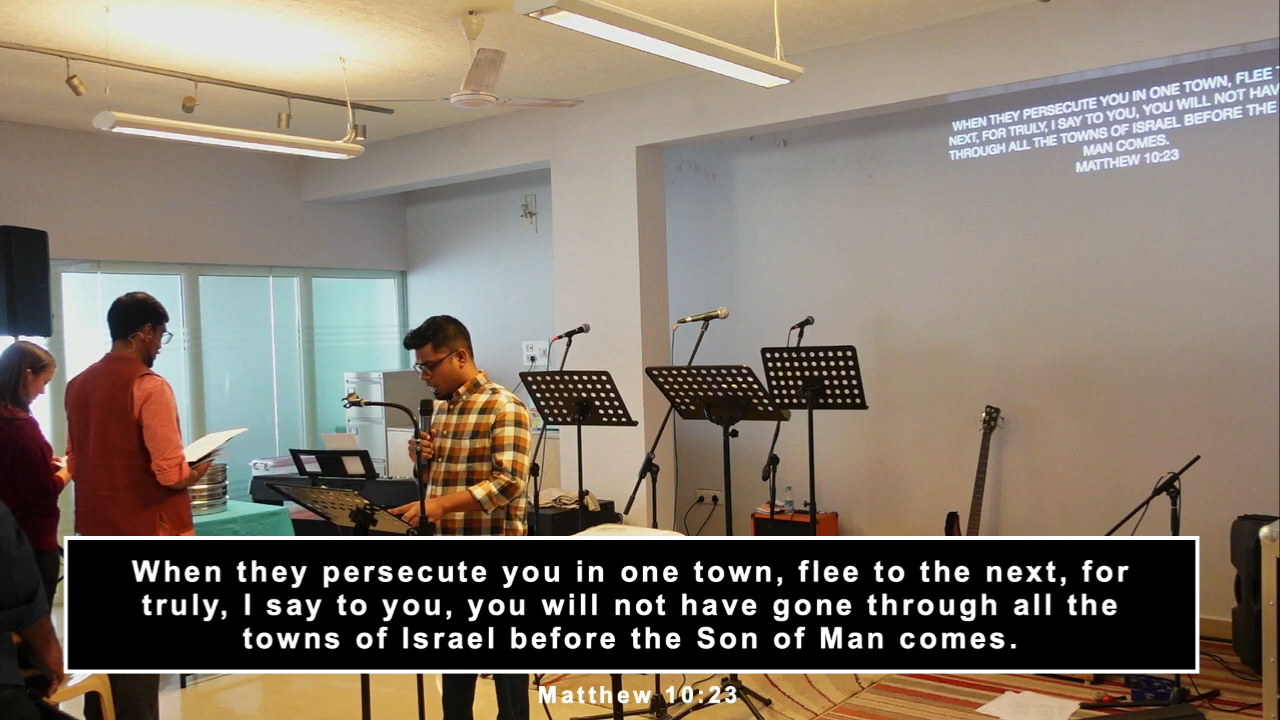 WHEN THEY PERSECUTE YOU IN ONE TOWN, FLEE
NEXT, FOR TRULY, I SAY TO YOU, YOU WILL NOT HAV
THROUGH ALL THE TOWNS OF ISRAEL BEFORE THE
MAN COMES.
MATTHEW 10:23
When they persecute you in one town, flee to the next, for
truly, I say to you, you will not have gone through all the
towns of Israel before the Son of Man comes.
Matthew 10:23